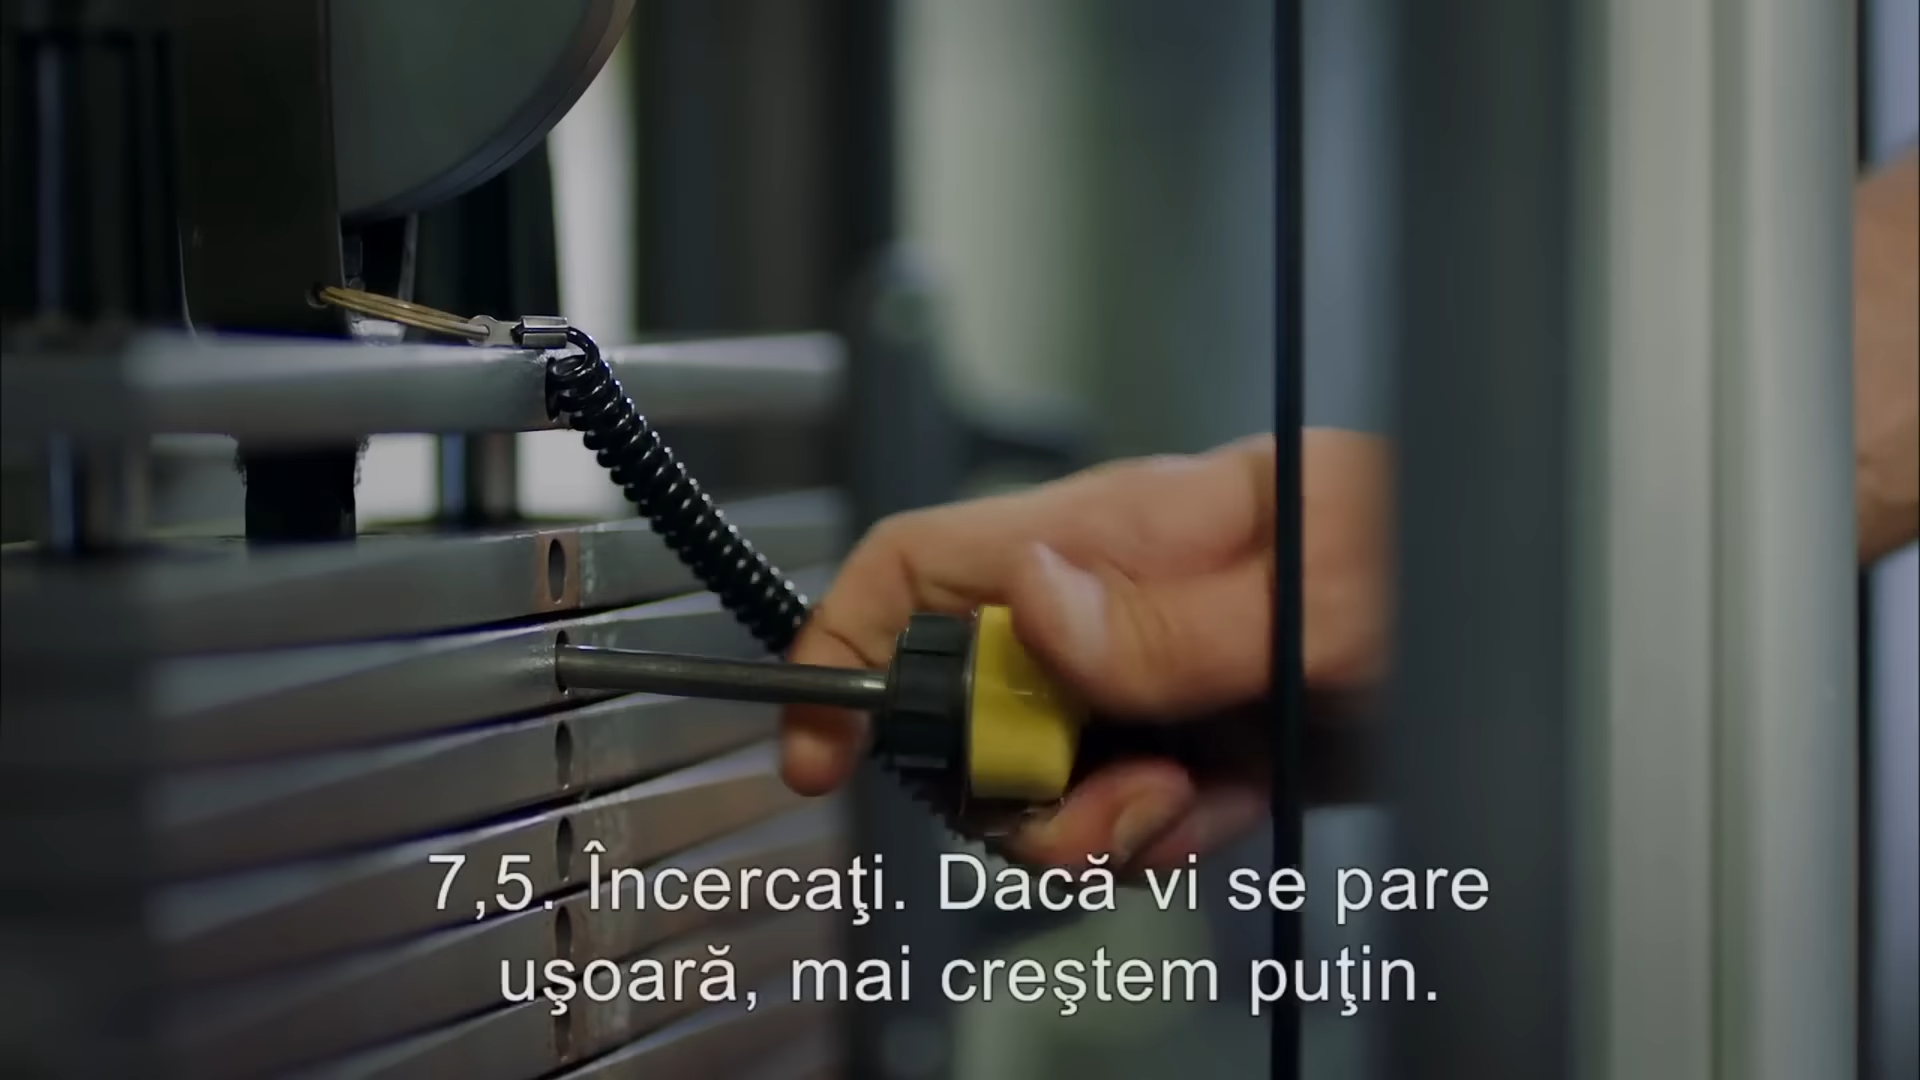 7,5. Încercaţi. Dacă vi se pare
uşoară, mai creştem puţin.